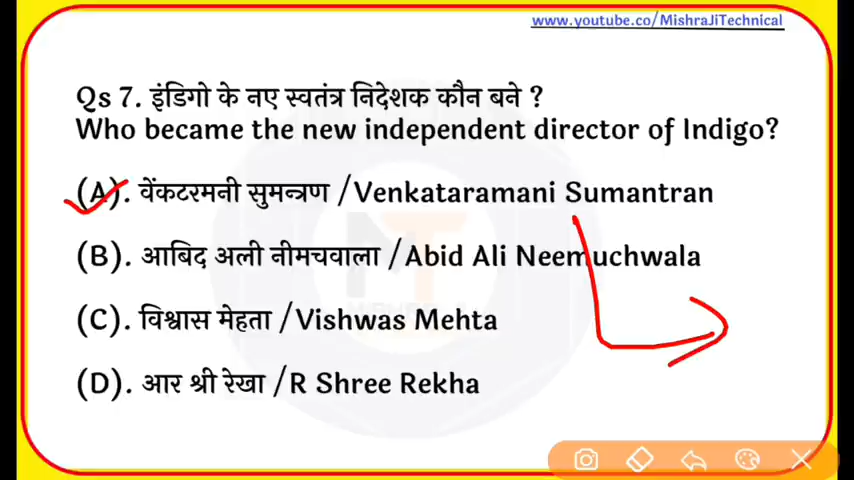 www.youtube.co/MishraJiTechnical
Qs 7. इंडिगो के नए स्वतंत्र निदेशक कौन बने ?
Who became the new independent director of Indigo?
(A). वेंकटरमनी सुमन्त्रण /Venkataramani Sumantran
(B). आबिद अली नीमचवाला /Abid Ali Neemuchwala
(C). विश्वास मेहता /Vishwas Mehta
(D). आर श्री रेखा /R Shree Rekha